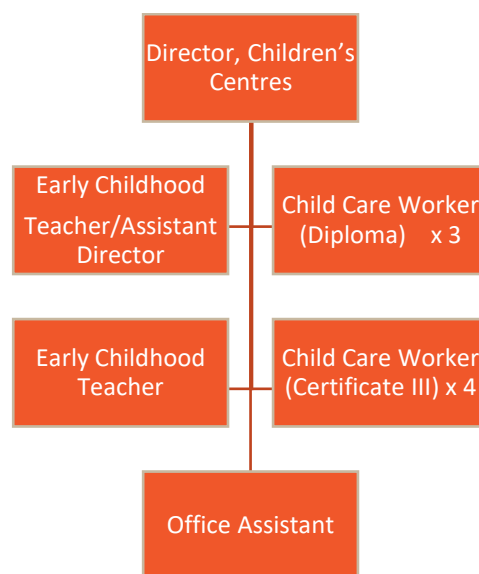 Director, Children’s
Centres
Early Childhood
Teacher/Assistant
Director
Child Care Worker
(Diploma) x 3
Early Childhood
Teacher
Child Care Worker
(Certificate III) x 4
Office Assistant